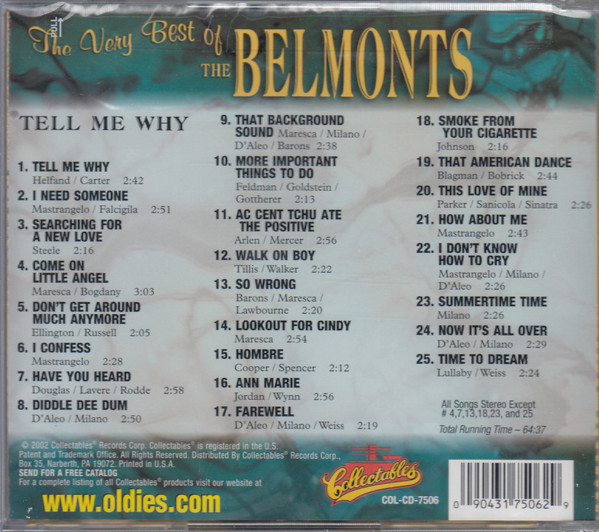 PULL
The Very Best of
THE BELMONTS
TELL ME WHY
1. TELL ME WHY
Helfand / Carter 2:42
2. I NEED SOMEONE
Mastrangelo / Falcigila 2:51
3. SEARCHING FOR
A NEW LOVE
Steele 2:16
4. COME ON
LITTLE ANGEL
Maresca / Bogdany 3:03
5. DON'T GET AROUND
MUCH ANYMORE
Ellington / Russell 2:05
6. I CONFESS
Mastrangelo 2:28
7. HAVE YOU HEARD
Douglas / Lavere / Rodde 2:58
8. DIDDLE DEE DUM
D'Aleo / Milano 2:50
9. THAT BACKGROUND
SOUND Maresca / Milano /
D'Aleo / Barons 2:38
10. MORE IMPORTANT
THINGS TO DO
Feldman / Goldstein /
Gottherer 2:13
11. AC CENT TCHU ATE
THE POSITIVE
Arlen / Mercer 2:56
12. WALK ON BOY
Tillis / Walker 2:22
13. SO WRONG
Barons / Maresca /
Lawbourne 2:20
14. LOOKOUT FOR CINDY
Maresca 2:54
15. HOMBRE
Cooper / Spencer 2:12
16. ANN MARIE
Jordan / Wynn 2:56
17. FAREWELL
D'Aleo / Milano / Weiss 2:19
18. SMOKE FROM
YOUR CIGARETTE
Johnson 2:16
19. THAT AMERICAN DANCE
Blagman / Bobrick 2:44
20. THIS LOVE OF MINE
Parker / Sanicola / Sinatra 2:26
21. HOW ABOUT ME
Mastrangelo 2:43
22. I DON'T KNOW
HOW TO CRY
Mastrangelo / Milano /
D'Aleo 2:31
23. SUMMERTIME TIME
Milano 2:26
24. NOW IT'S ALL OVER
D'Aleo / Milano 2:29
25. TIME TO DREAM
Lullaby / Weiss 2:24
All Songs Stereo Except
# 4,7,13,18,23, and 25
Total Running Time – 64:37
© 2002 Collectables® Records Corp. Collectables® is registered in the U.S.
Patent and Trademark Office. All Rights Reserved. Distributed By Collectables® Records Corp.,
Box 35, Narberth, PA 19072. Printed in U.S.A.
SEND FOR A FREE CATALOG
For a complete listing of all Collectables® products visit our website at
www.oldies.com
Collectables®
COL-CD-7506
0 90431 75062 9